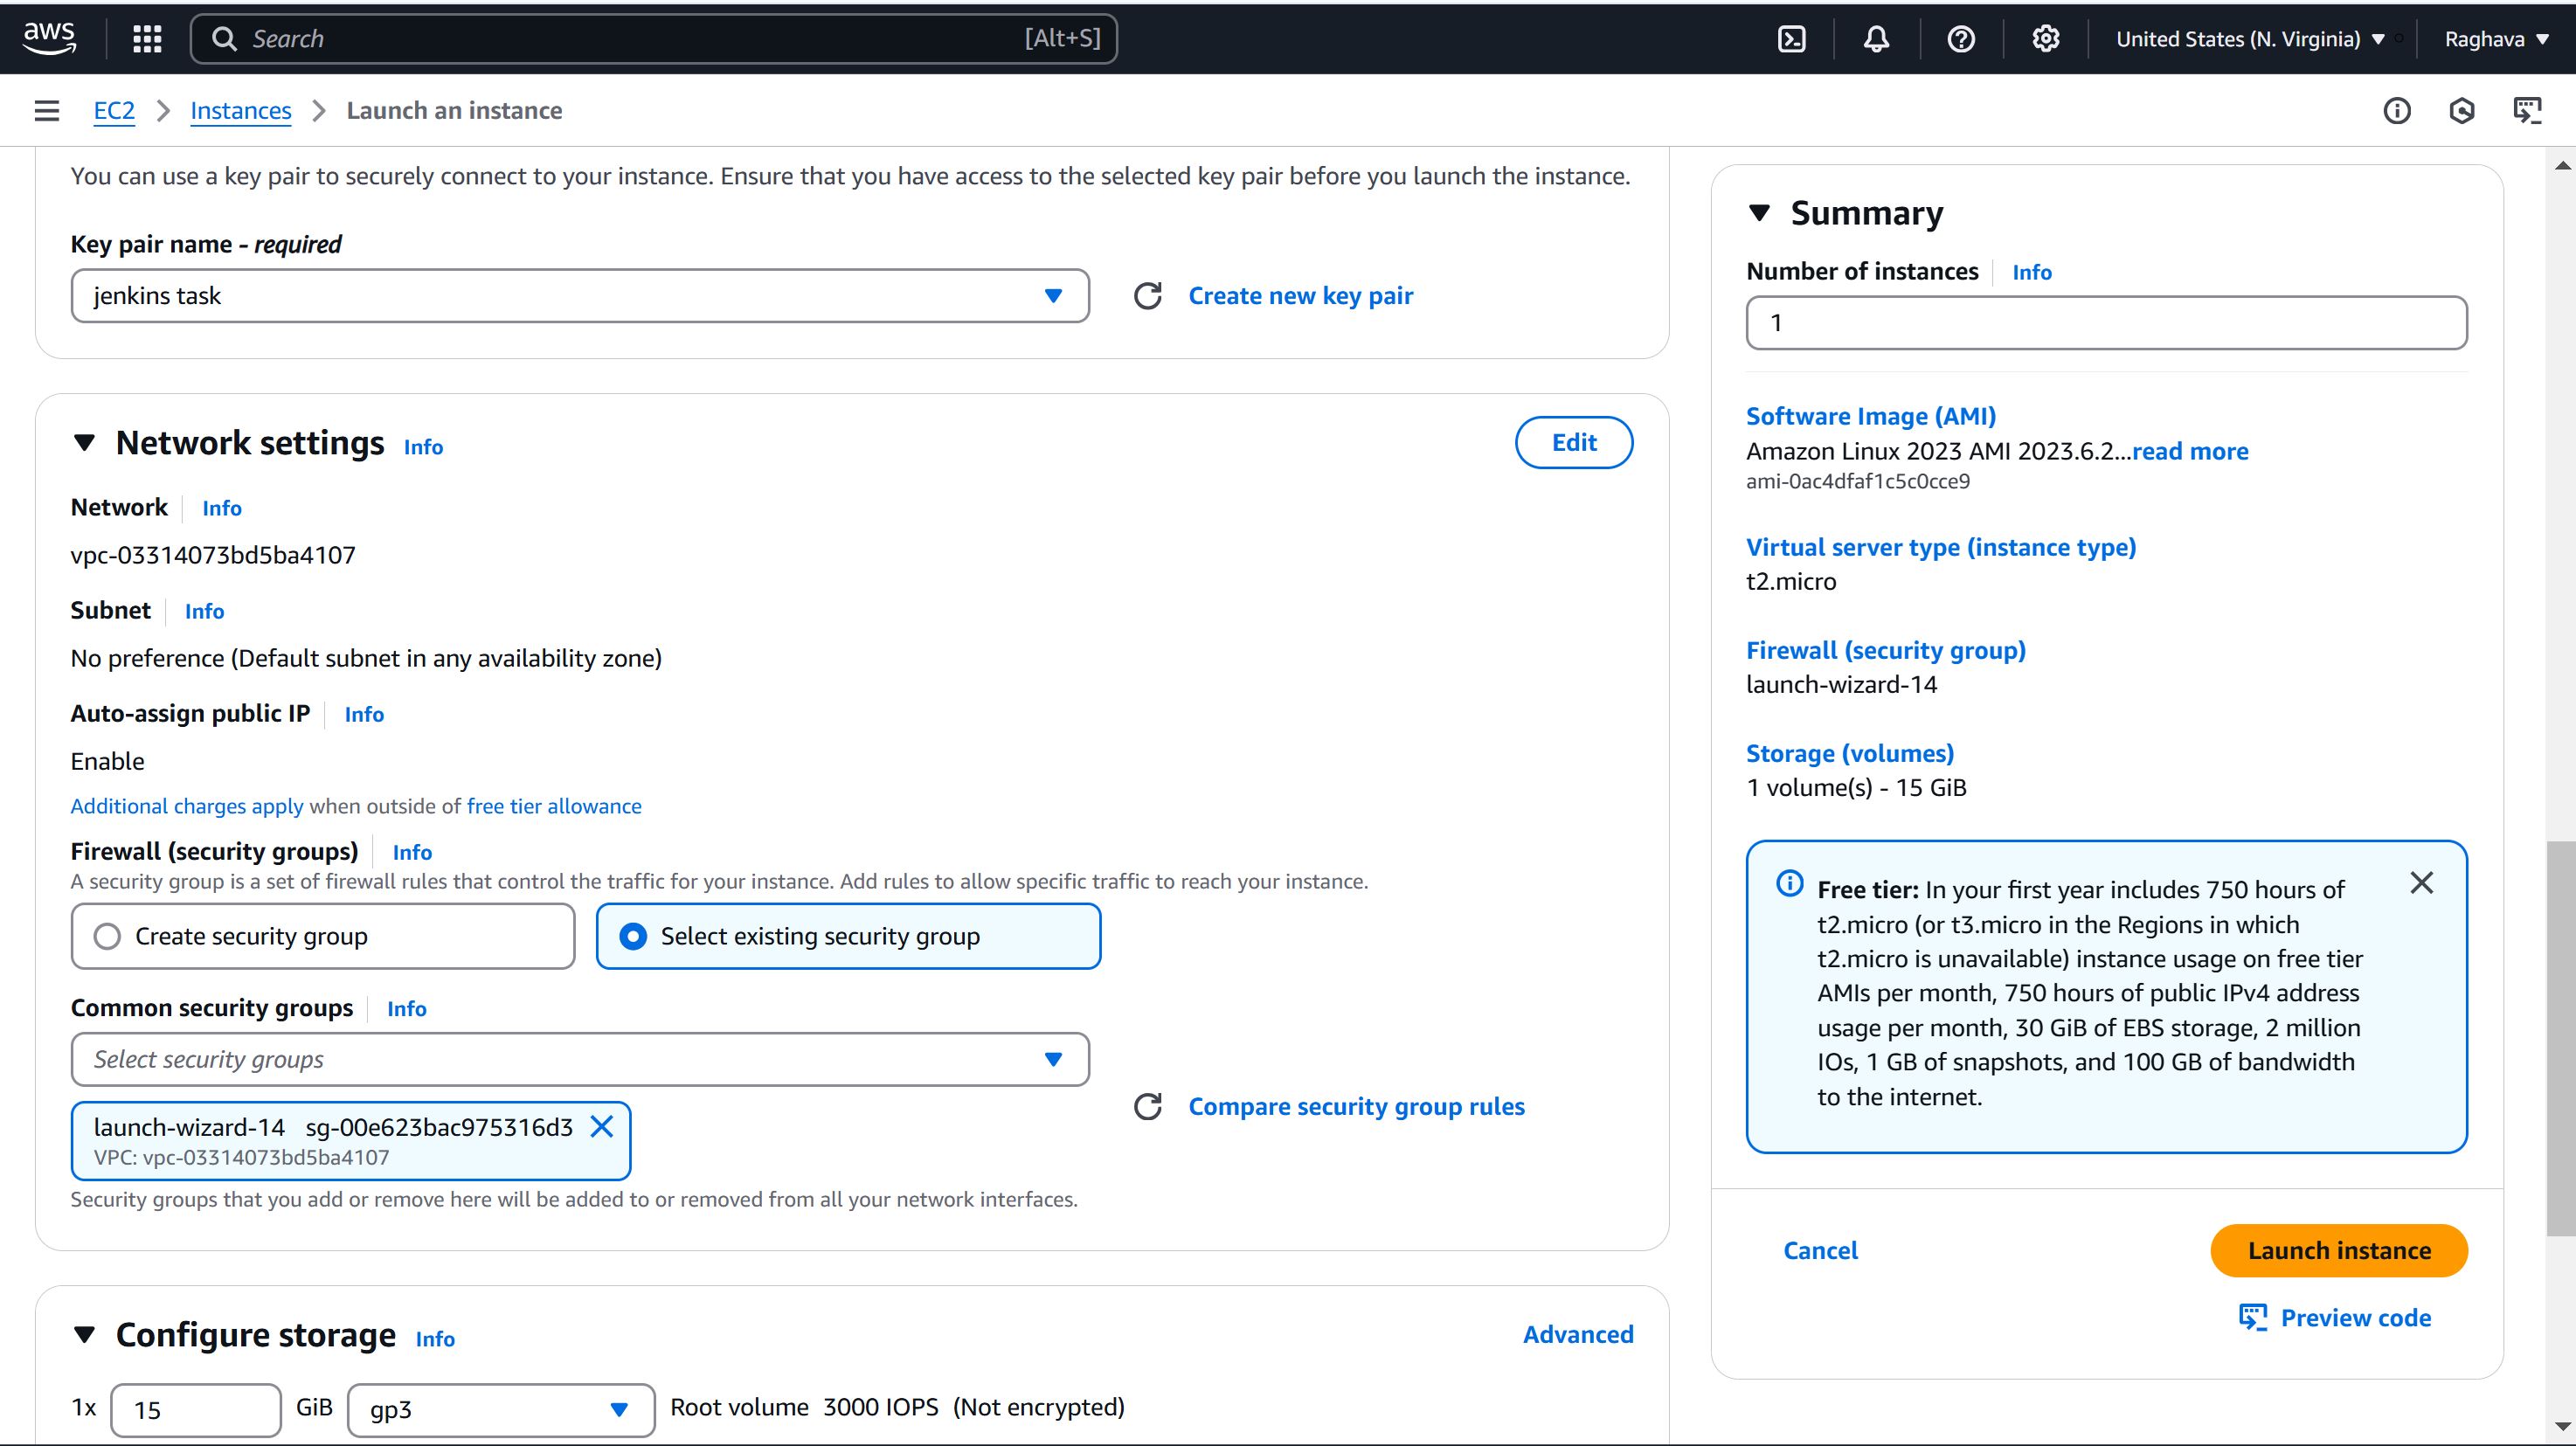 aws
Search [Alt+S]
United States (N. Virginia)
Raghava
EC2 Instances Launch an instance
You can use a key pair to securely connect to your instance. Ensure that you have access to the selected key pair before you launch the instance.
Key pair name - required
jenkins task
Create new key pair
Network settings Info
Edit
Network Info
vpc-03314073bd5ba4107
Subnet Info
No preference (Default subnet in any availability zone)
Auto-assign public IP Info
Enable
Additional charges apply when outside of free tier allowance
Firewall (security groups) Info
A security group is a set of firewall rules that control the traffic for your instance. Add rules to allow specific traffic to reach your instance.
Create security group
Select existing security group
Common security groups Info
Select security groups
Compare security group rules
launch-wizard-14 sg-00e623bac975316d3
VPC: vpc-03314073bd5ba4107
Security groups that you add or remove here will be added to or removed from all your network interfaces.
Configure storage Info
Advanced
1x 15 GiB gp3 Root volume 3000 IOPS (Not encrypted)
Summary
Number of instances Info
1
Software Image (AMI)
Amazon Linux 2023 AMI 2023.6.2...read more
ami-0ac4dfaf1c5c0cce9
Virtual server type (instance type)
t2.micro
Firewall (security group)
launch-wizard-14
Storage (volumes)
1 volume(s) - 15 GiB
Free tier: In your first year includes 750 hours of
t2.micro (or t3.micro in the Regions in which
t2.micro is unavailable) instance usage on free tier
AMIs per month, 750 hours of public IPv4 address
usage per month, 30 GiB of EBS storage, 2 million
IOs, 1 GB of snapshots, and 100 GB of bandwidth
to the internet.
Cancel
Launch instance
Preview code